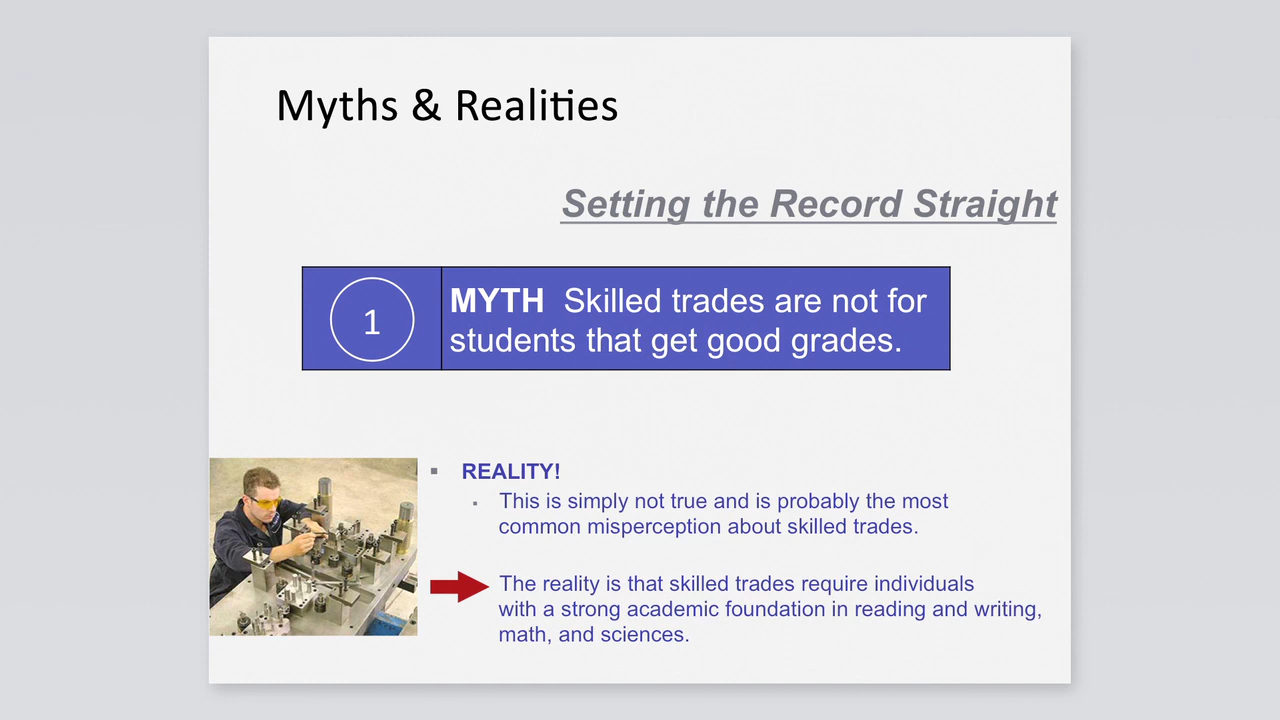 Myths & Realities
Setting the Record Straight
1
MYTH Skilled trades are not for
students that get good grades.
REALITY!
This is simply not true and is probably the most
common misperception about skilled trades.
The reality is that skilled trades require individuals
with a strong academic foundation in reading and writing,
math, and sciences.